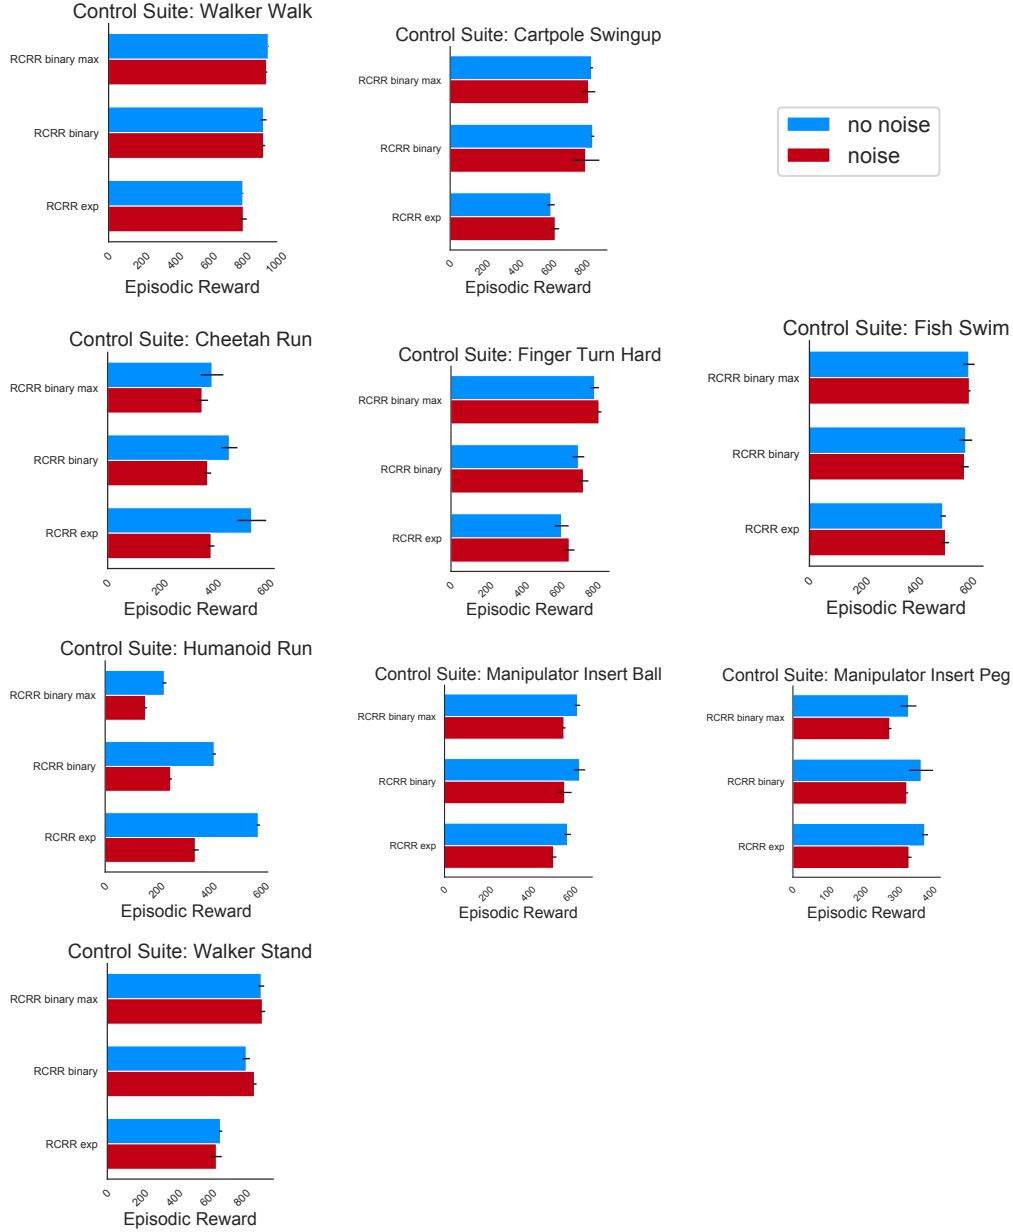 Control Suite: Walker Walk
RCRR binary max
RCRR binary
RCRR exp
0
200
400
600
800
1000
Episodic Reward
Control Suite: Cartpole Swingup
RCRR binary max
RCRR binary
RCRR exp
0
200
400
600
800
Episodic Reward
no noise
noise
Control Suite: Cheetah Run
RCRR binary max
RCRR binary
RCRR exp
0
200
400
600
Episodic Reward
Control Suite: Finger Turn Hard
RCRR binary max
RCRR binary
RCRR exp
0
200
400
600
800
Episodic Reward
Control Suite: Fish Swim
RCRR binary max
RCRR binary
RCRR exp
0
200
400
600
Episodic Reward
Control Suite: Humanoid Run
RCRR binary max
RCRR binary
RCRR exp
0
200
400
600
Episodic Reward
Control Suite: Manipulator Insert Ball
RCRR binary max
RCRR binary
RCRR exp
0
200
400
600
Episodic Reward
Control Suite: Manipulator Insert Peg
RCRR binary max
RCRR binary
RCRR exp
0
100
200
300
400
Episodic Reward
Control Suite: Walker Stand
RCRR binary max
RCRR binary
RCRR exp
0
200
400
600
800
Episodic Reward